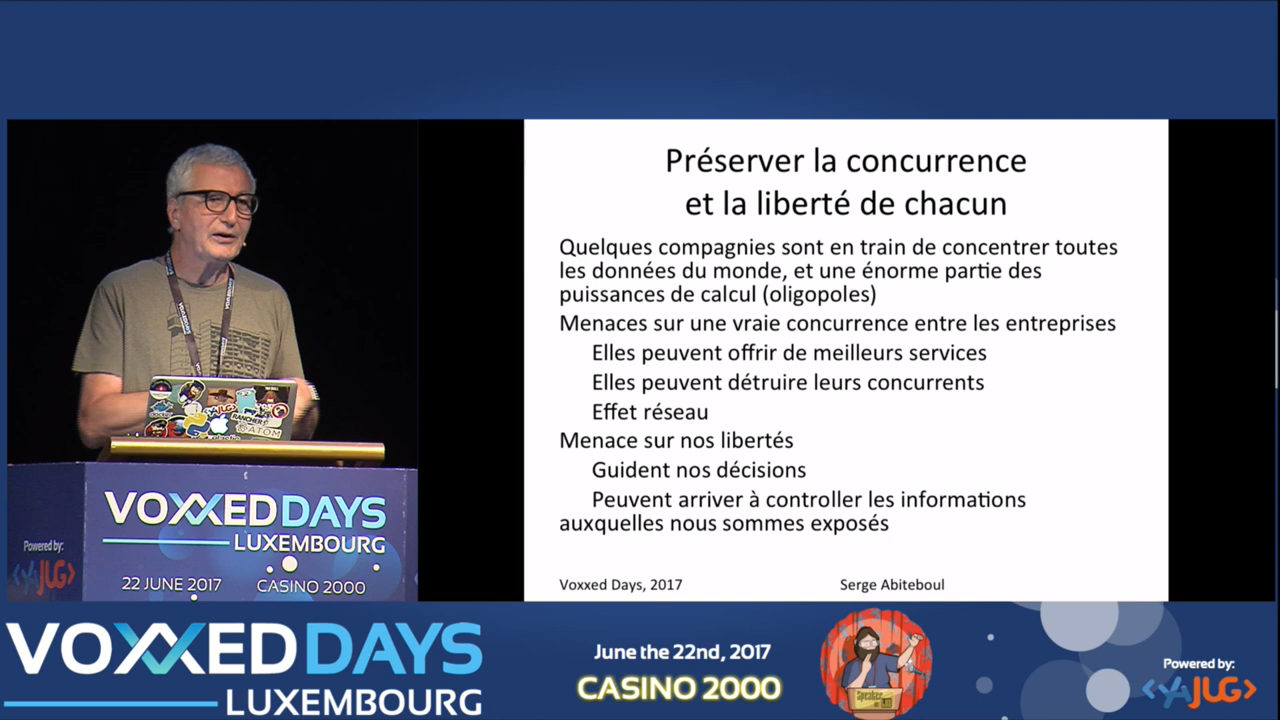 Préserver la concurrence
et la liberté de chacun
Quelques compagnies sont en train de concentrer toutes
les données du monde, et une énorme partie des
puissances de calcul (oligopoles)
Menaces sur une vraie concurrence entre les entreprises
Elles peuvent offrir de meilleurs services
Elles peuvent détruire leurs concurrents
Effet réseau
Menace sur nos libertés
Guident nos décisions
Peuvent arriver à controller les informations
auxquelles nous sommes exposés
Voxxed Days, 2017 Serge Abiteboul
RANCHER
ATOM
VOXXED DAYS
LUXEMBOURG
Powered by:
<YAJUG>
22 JUNE 2017 CASINO 2000
VOXXED DAYS
LUXEMBOURG
June the 22nd, 2017
CASINO 2000
Speaker
Powered by:
<YAJUG>